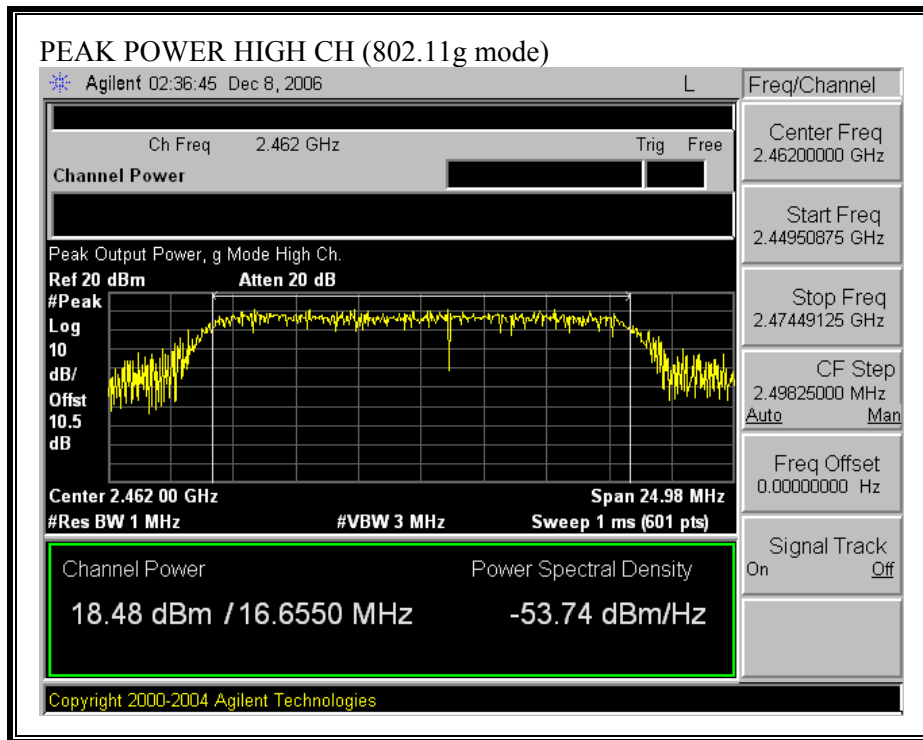 PEAK POWER HIGH CH (802.11g mode)
Agilent 02:36:45 Dec 8, 2006 L
Freq/Channel
Ch Freq 2.462 GHz Trig Free
Channel Power
Center Freq
2.46200000 GHz
Start Freq
2.44950875 GHz
Stop Freq
2.47449125 GHz
CF Step
2.49825000 MHz
Auto Man
Freq Offset
0.00000000 Hz
Signal Track
On Off
Peak Output Power, g Mode High Ch.
Ref 20 dBm Atten 20 dB
#Peak
Log
10
dB/
Offst
10.5
dB
Center 2.462 00 GHz Span 24.98 MHz
#Res BW 1 MHz #VBW 3 MHz Sweep 1 ms (601 pts)
Channel Power Power Spectral Density
18.48 dBm / 16.6550 MHz -53.74 dBm/Hz
Copyright 2000-2004 Agilent Technologies